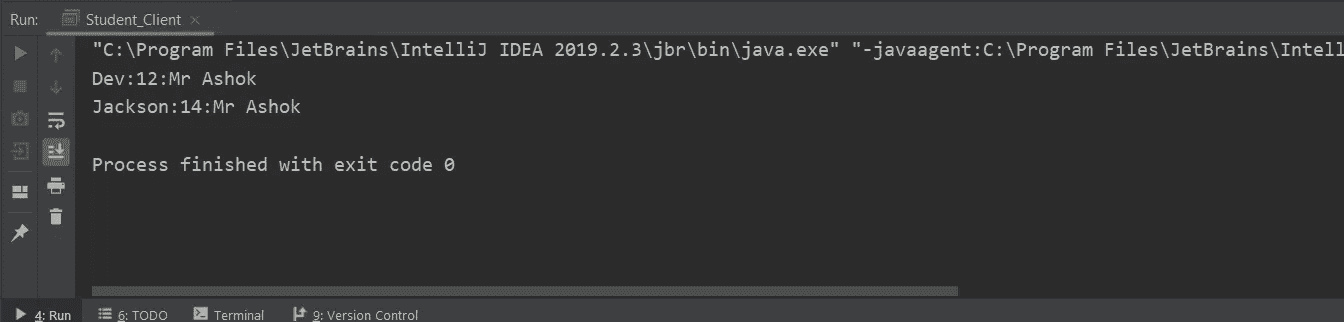 Run: Student_Client ×
"C:\Program Files\JetBrains\IntelliJ IDEA 2019.2.3\jbr\bin\java.exe" "-javaagent:C:\Program Files\JetBrains\Intell
Dev:12:Mr Ashok
Jackson:14:Mr Ashok
Process finished with exit code 0
4: Run 6: TODO Terminal 9: Version Control